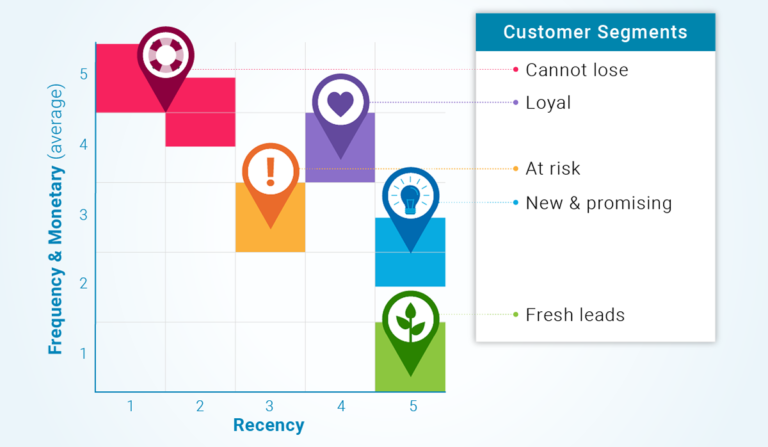 Customer Segments
Cannot lose
Loyal
At risk
New & promising
Fresh leads
Frequency & Monetary (average)
5
4
3
2
1
1 2 3 4 5
Recency